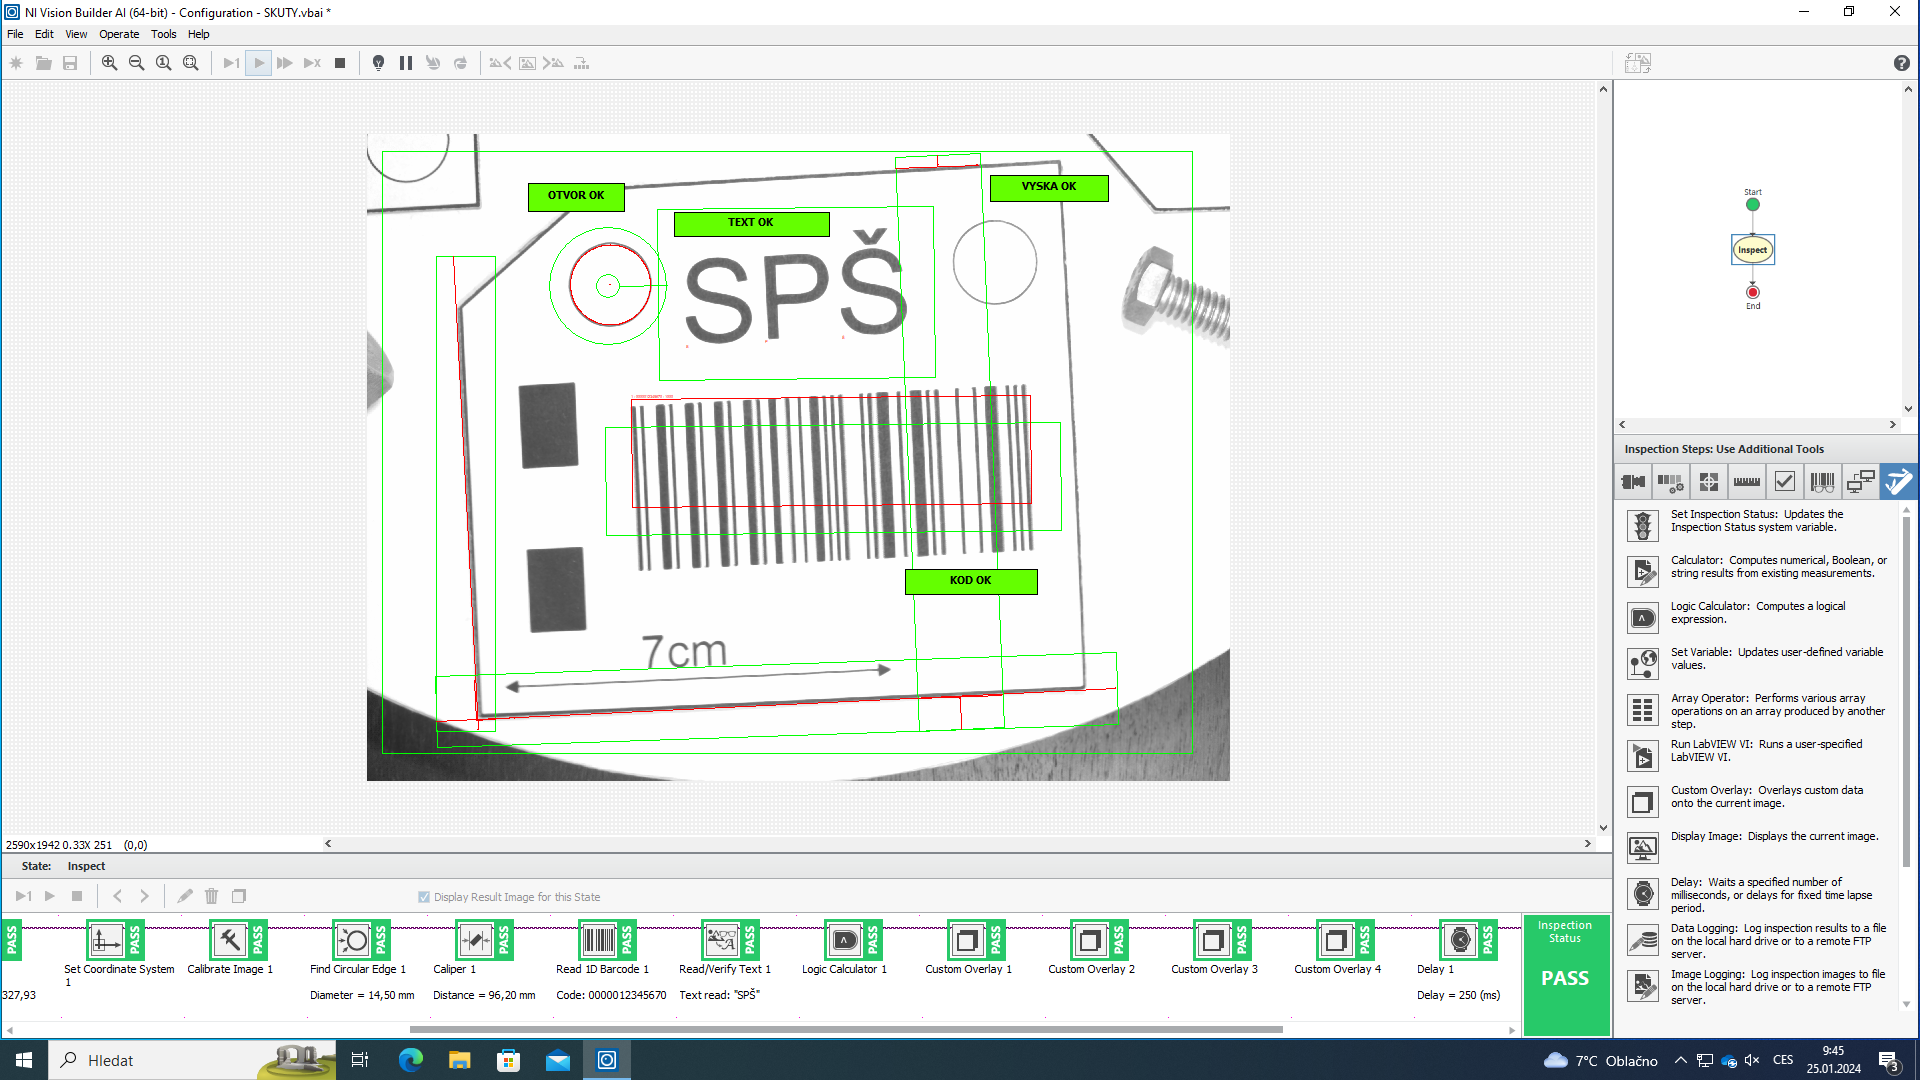 NI Vision Builder AI (64-bit) - Configuration - SKUTY.vbai *
File Edit View Operate Tools Help
OTVOR OK
TEXT OK
VYSKA OK
SPŠ
KOD OK
7cm
2590x1942 0.33X 251 (0,0)
Start
Inspect
End
Inspection Steps: Use Additional Tools
Set Inspection Status: Updates the
Inspection Status system variable.
Calculator: Computes numerical, Boolean, or
string results from existing measurements.
Logic Calculator: Computes a logical
expression.
Set Variable: Updates user-defined variable
values.
Array Operator: Performs various array
operations on an array produced by another
step.
Run LabVIEW VI: Runs a user-specified
LabVIEW VI.
Custom Overlay: Overlays custom data
onto the current image.
Display Image: Displays the current image.
Delay: Waits a specified number of
milliseconds, or delays for fixed time lapse
period.
Data Logging: Log inspection results to a file
on the local hard drive or to a remote FTP
server.
Image Logging: Log inspection images to file
on the local hard drive or to a remote FTP
server.
State: Inspect
Display Result Image for this State
PASS PASS PASS PASS PASS PASS PASS PASS PASS PASS PASS PASS PASS
Set Coordinate System
1
Calibrate Image 1
Find Circular Edge 1
Caliper 1
Read 1D Barcode 1
Read/Verify Text 1
Logic Calculator 1
Custom Overlay 1
Custom Overlay 2
Custom Overlay 3
Custom Overlay 4
Delay 1
327,93
Diameter = 14,50 mm
Distance = 96,20 mm
Code: 0000012345670
Text read: "SPŠ"
Delay = 250 (ms)
Inspection
Status
PASS
Hledat
7°C Oblačno
CES
9:45
25.01.2024
3